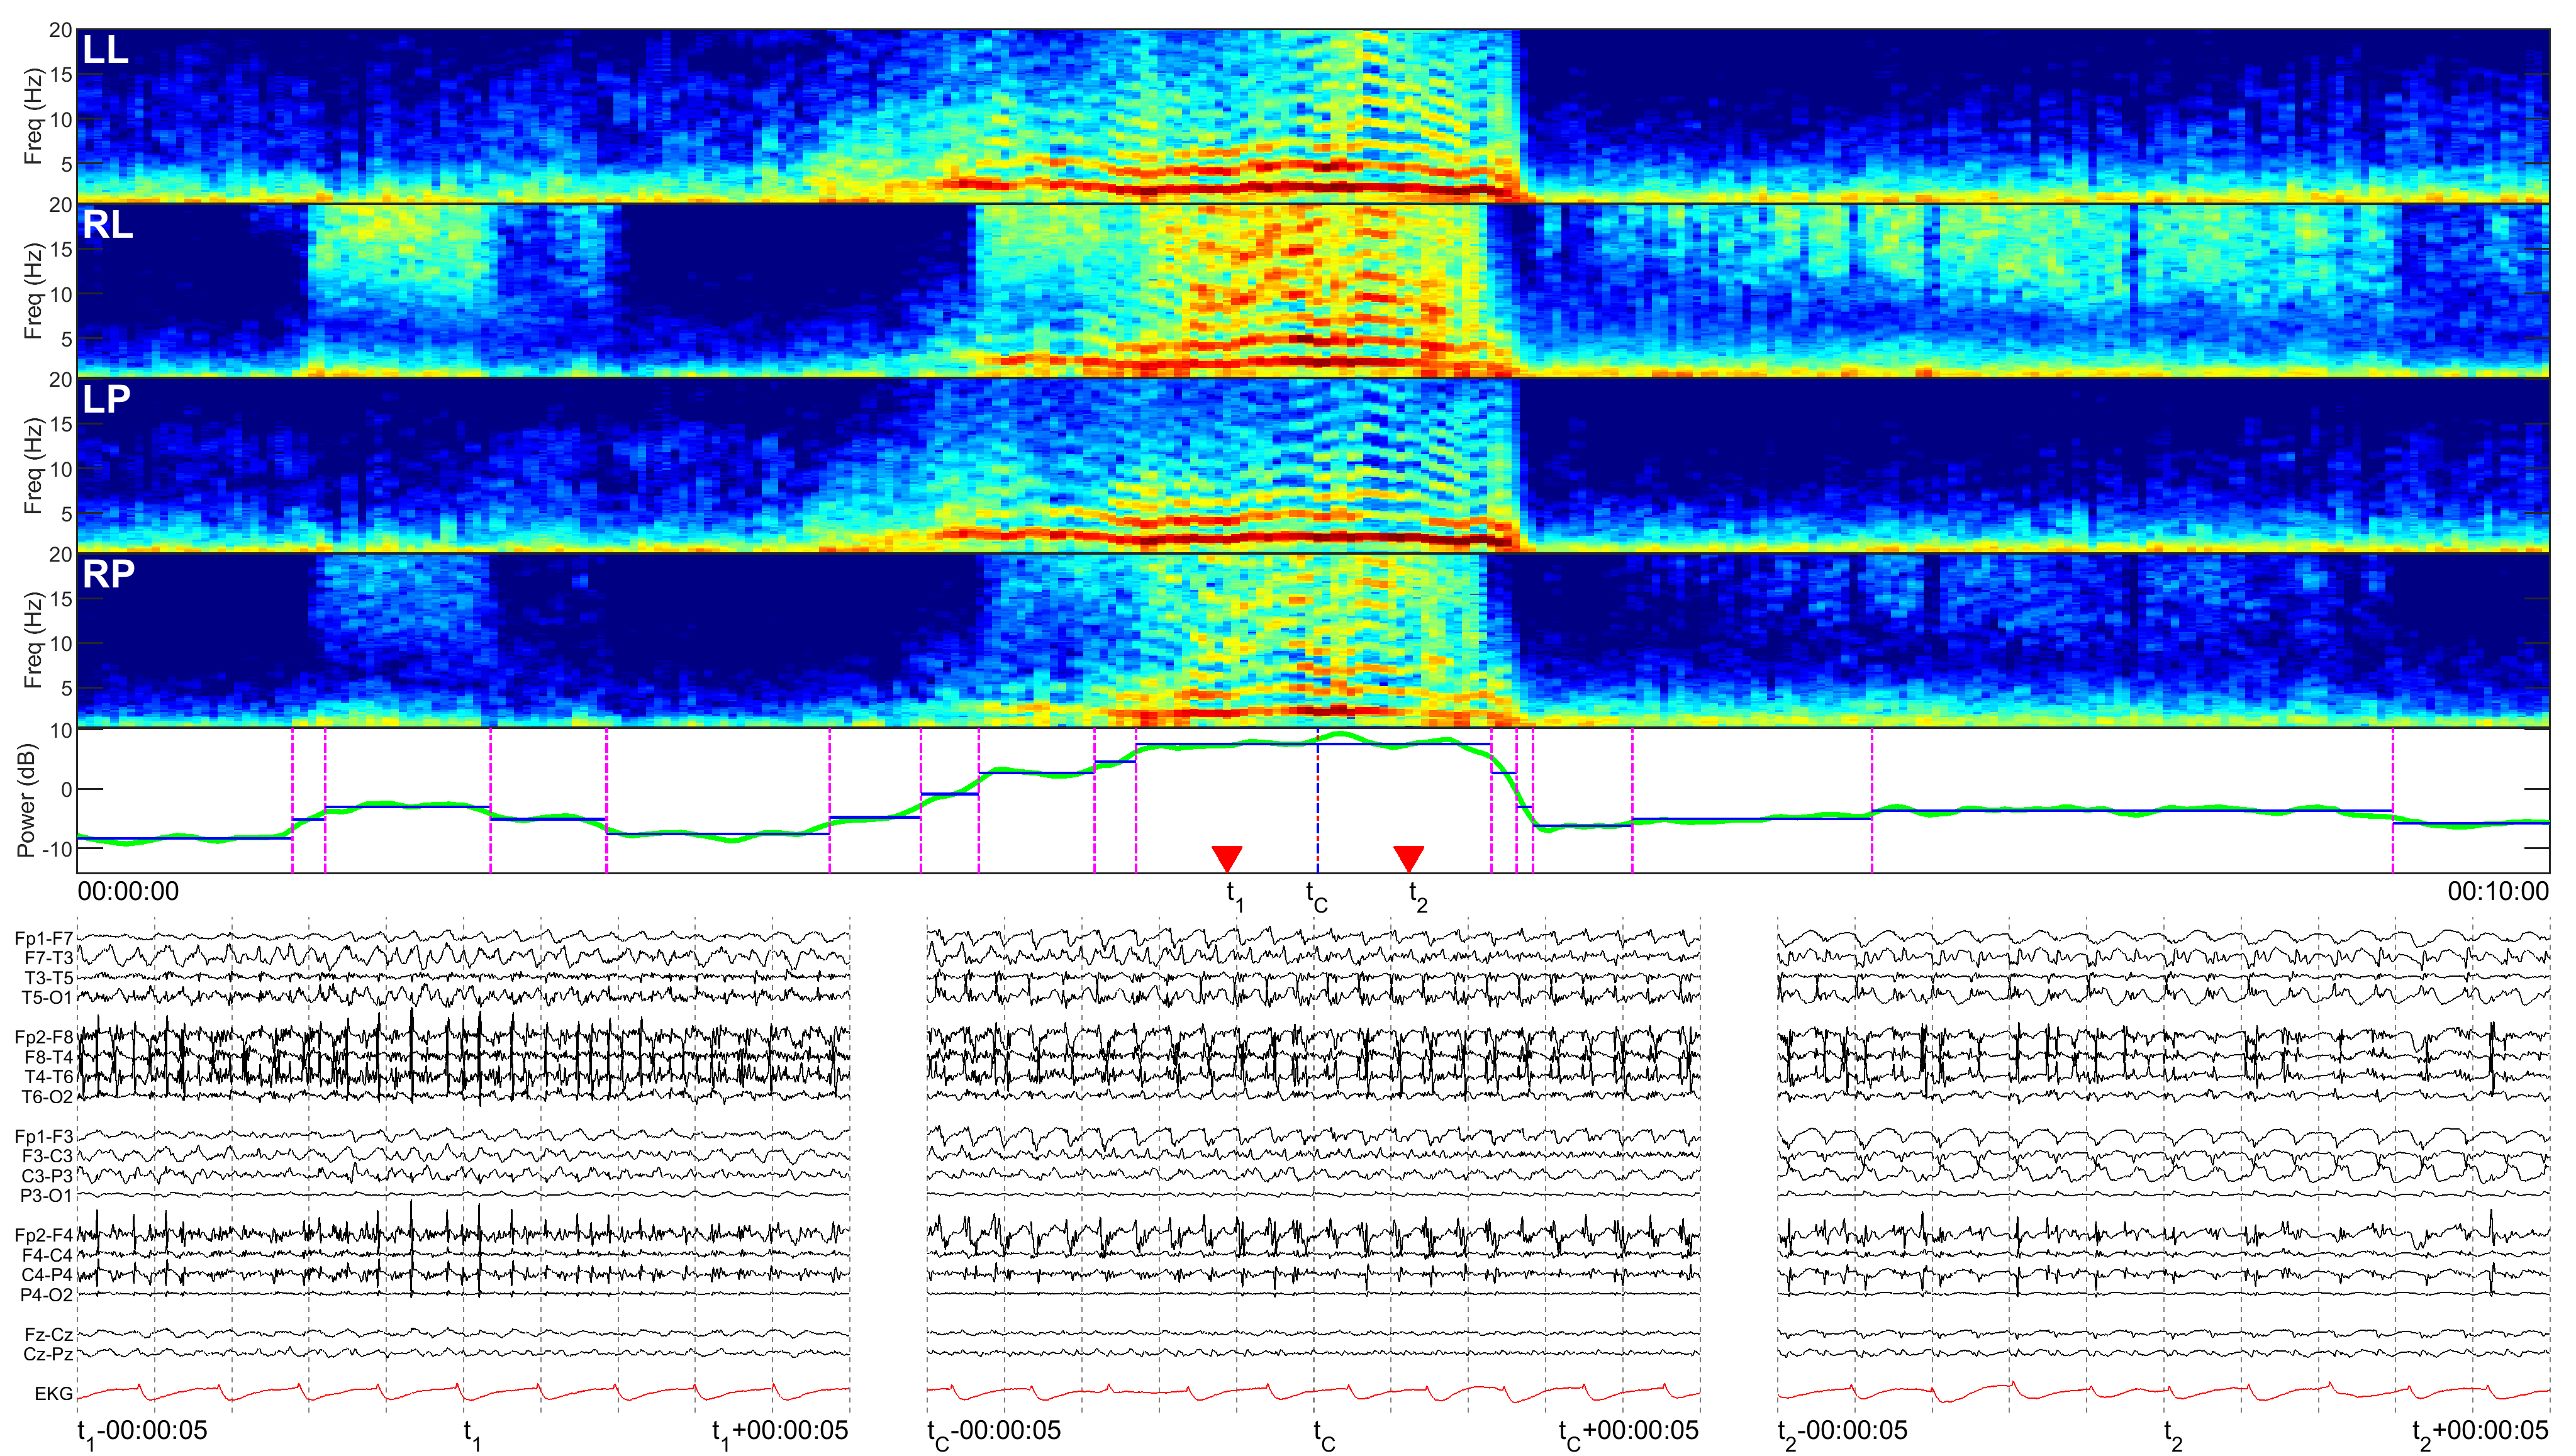 20
LL
15
10
5
Freq (Hz)
20
RL
15
10
5
Freq (Hz)
20
LP
15
10
5
Freq (Hz)
20
RP
15
10
5
Freq (Hz)
10
0
-10
Power (dB)
00:00:00 t1 tC t2 00:10:00
Fp1-F7
F7-T3
T3-T5
T5-O1
Fp2-F8
F8-T4
T4-T6
T6-O2
Fp1-F3
F3-C3
C3-P3
P3-O1
Fp2-F4
F4-C4
C4-P4
P4-O2
Fz-Cz
Cz-Pz
EKG
t1-00:00:05 t1 t1+00:00:05 tC-00:00:05 tC tC+00:00:05 t2-00:00:05 t2 t2+00:00:05